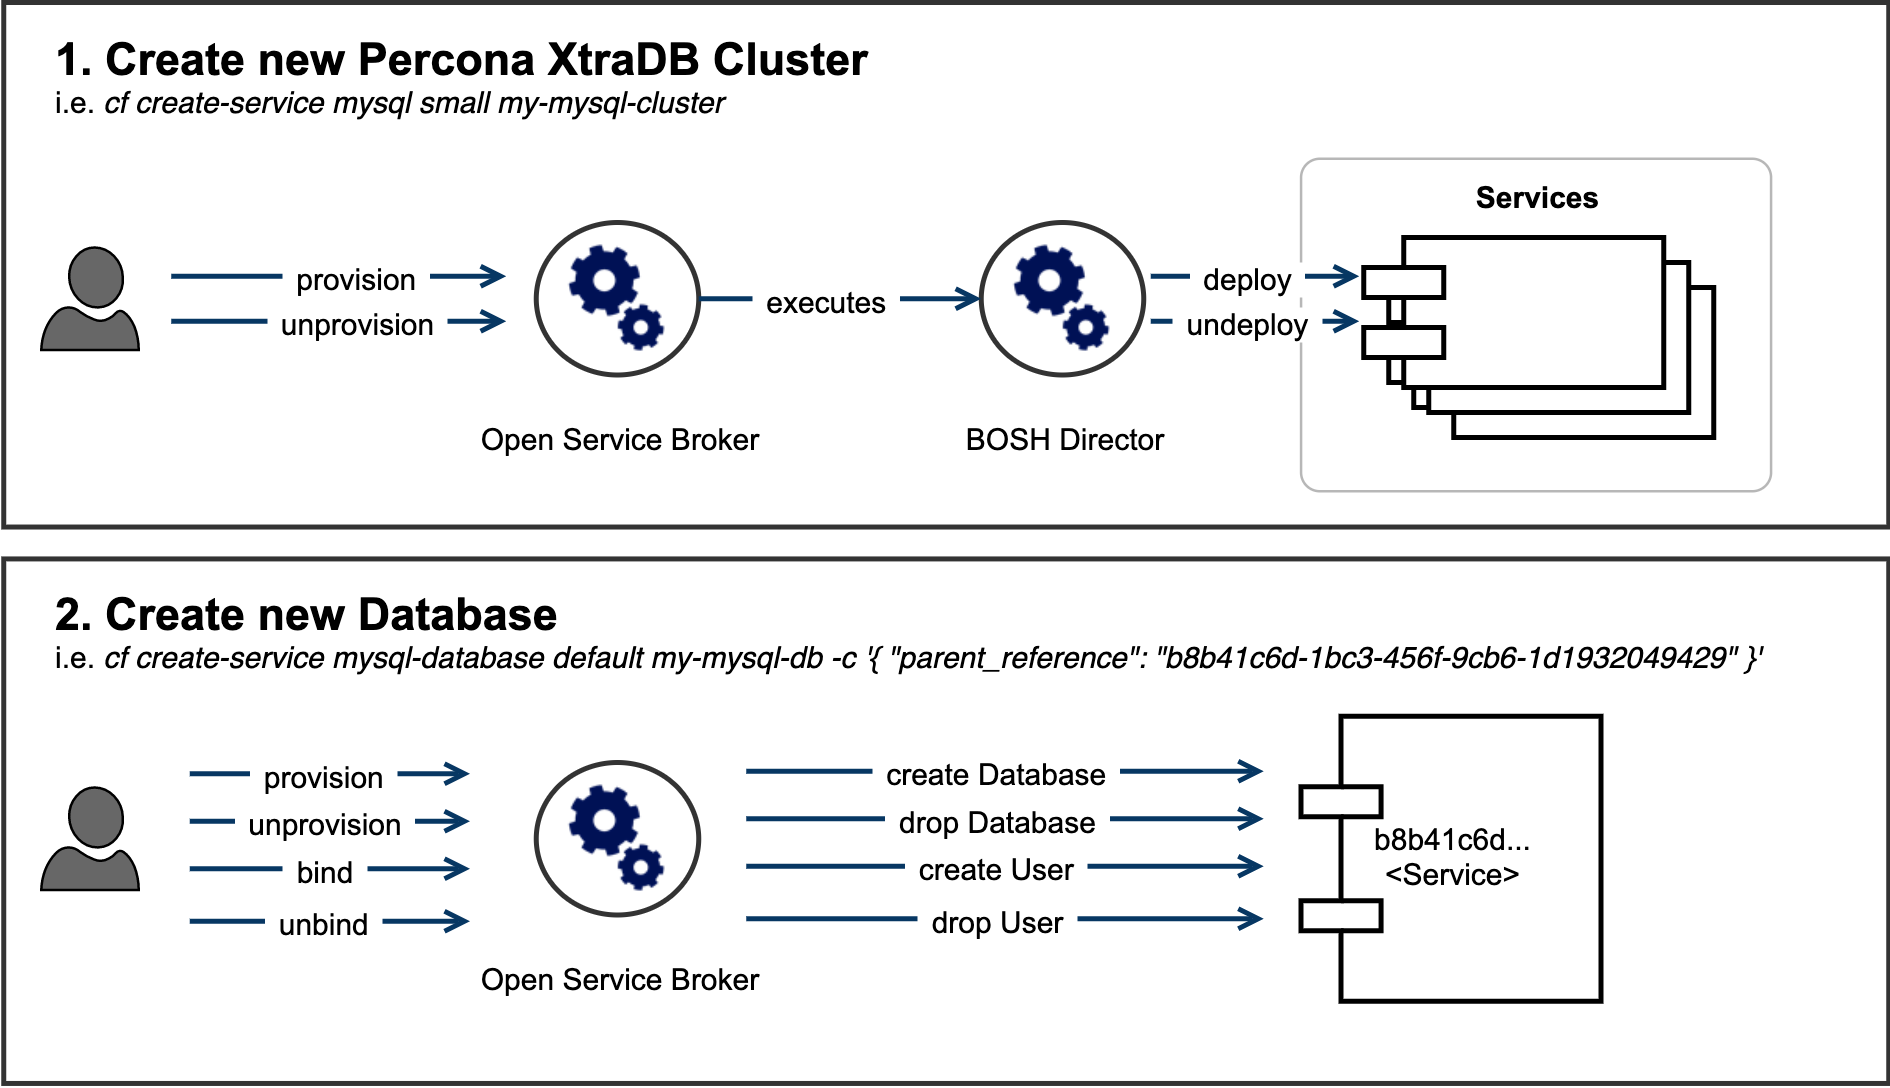 1. Create new Percona XtraDB Cluster
i.e. cf create-service mysql small my-mysql-cluster
Services
provision
unprovision
executes
deploy
undeploy
Open Service Broker
BOSH Director
2. Create new Database
i.e. cf create-service mysql-database default my-mysql-db -c '{ "parent_reference": "b8b41c6d-1bc3-456f-9cb6-1d1932049429" }'
provision
unprovision
bind
unbind
create Database
drop Database
create User
drop User
b8b41c6d...
<Service>
Open Service Broker